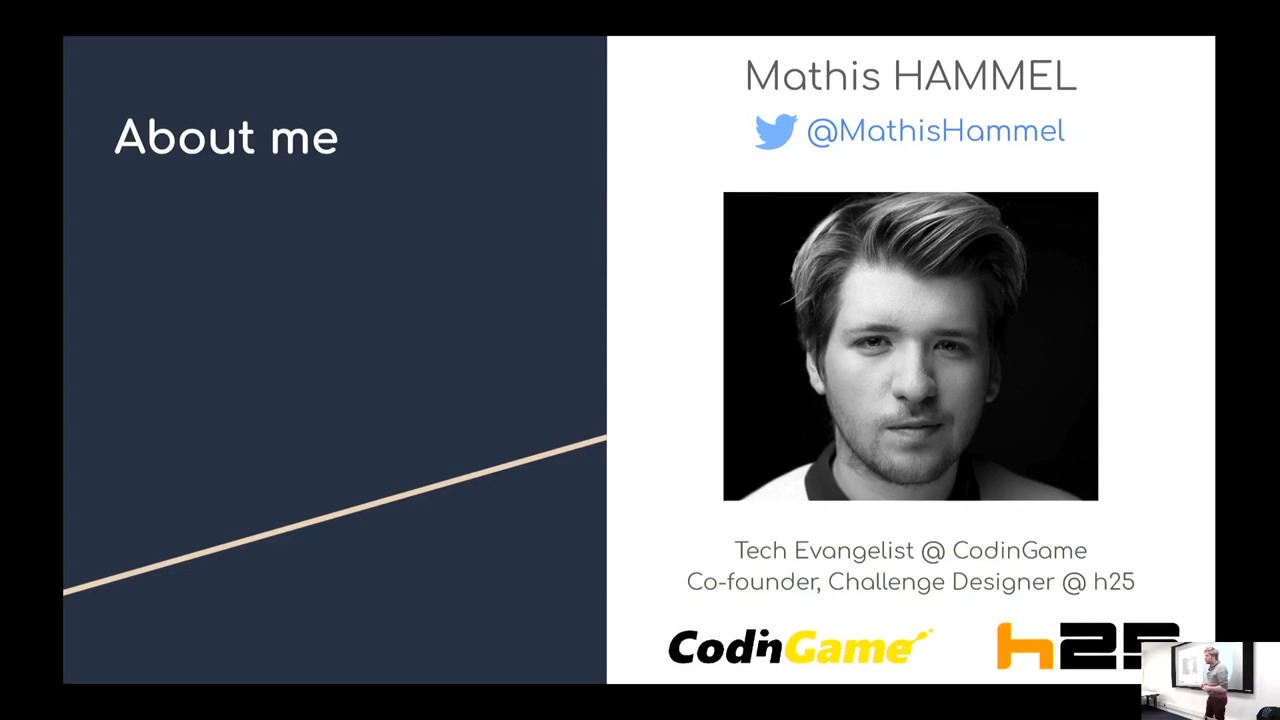 About me
Mathis HAMMEL
@MathisHammel
Tech Evangelist @ CodinGame
Co-founder, Challenge Designer @ h25
CodinGame
h25